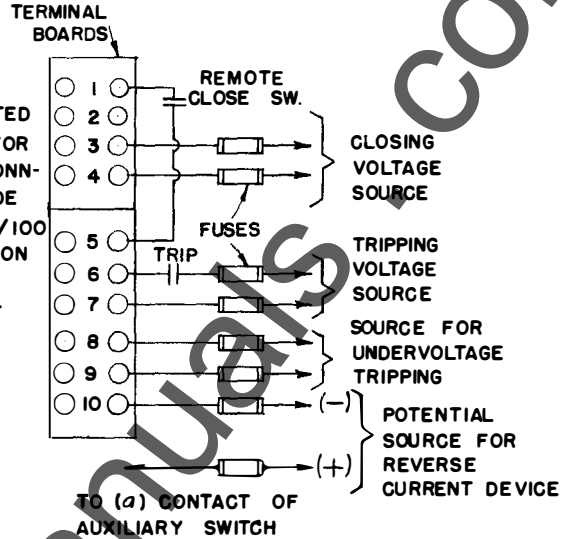 TERMINAL
BOARDS
1
2
3
4
5
6
7
8
9
10
REMOTE
CLOSE SW.
CLOSING
VOLTAGE
SOURCE
FUSES
TRIP
TRIPPING
VOLTAGE
SOURCE
SOURCE FOR
UNDERVOLTAGE
TRIPPING
(-)
(+)
POTENTIAL
SOURCE FOR
REVERSE
CURRENT DEVICE
TO (a) CONTACT OF
AUXILIARY SWITCH
/100
ON